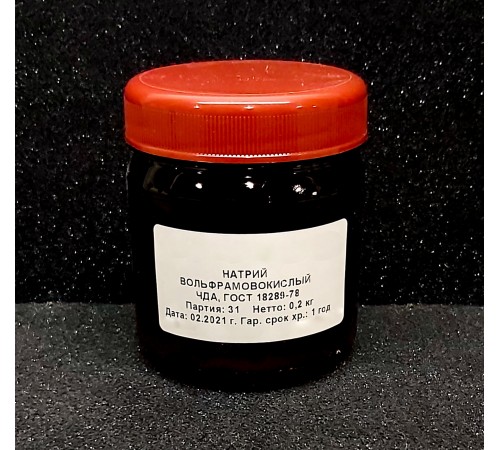 НАТРИЙ
ВОЛЬФРАМОВОКИСЛЫЙ
ЧДА, ГОСТ 18289-78
Партия: 31 Нетто: 0,2 кг
Дата: 02.2021 г. Гар. срок хр.: 1 год